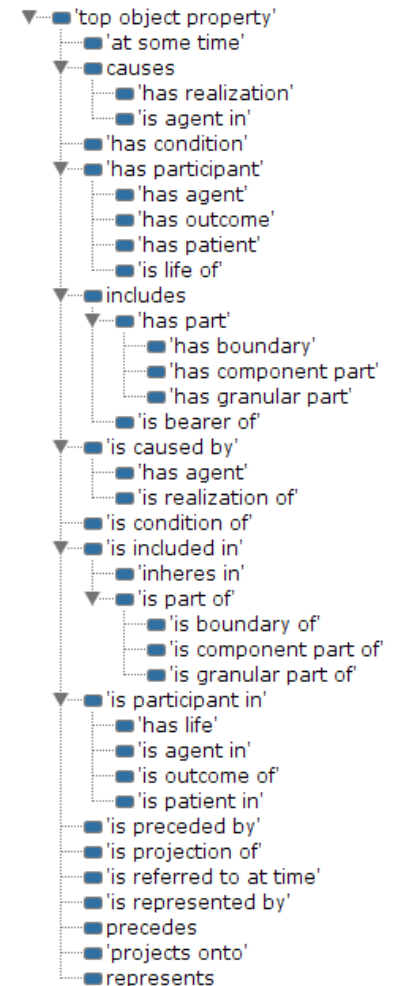 'top object property'
'at some time'
causes
'has realization'
'is agent in'
'has condition'
'has participant'
'has agent'
'has outcome'
'has patient'
'is life of'
includes
'has part'
'has boundary'
'has component part'
'has granular part'
'is bearer of'
'is caused by'
'has agent'
'is realization of'
'is condition of'
'is included in'
'inheres in'
'is part of'
'is boundary of'
'is component part of'
'is granular part of'
'is participant in'
'has life'
'is agent in'
'is outcome of'
'is patient in'
'is preceded by'
'is projection of'
'is referred to at time'
'is represented by'
precedes
'projects onto'
represents